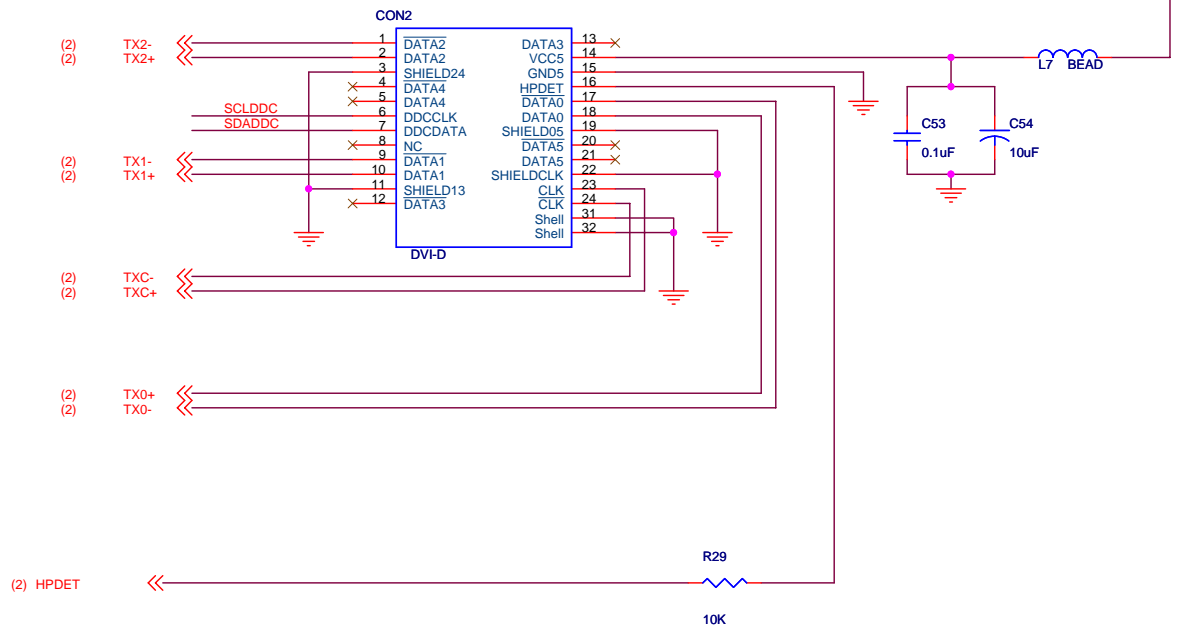 CON2
(2) TX2- 1 DATA2 DATA3 13
(2) TX2+ 2 DATA2 VCC5 14
L7 BEAD
3 SHIELD24 GND5 15
4 DATA4 HPDET 16
5 DATA4 DATA0 17
SCLDDC 6 DDCCLK DATA0 18
SDADDC 7 DDCDATA SHIELD05 19
C53 C54
8 NC DATA5 20
0.1uF 10uF
(2) TX1- 9 DATA1 DATA5 21
(2) TX1+ 10 DATA1 SHIELDCLK 22
11 SHIELD13 CLK 23
12 DATA3 CLK 24
Shell 31
Shell 32
DVI-D
(2) TXC-
(2) TXC+
(2) TX0+
(2) TX0-
R29
(2) HPDET
10K